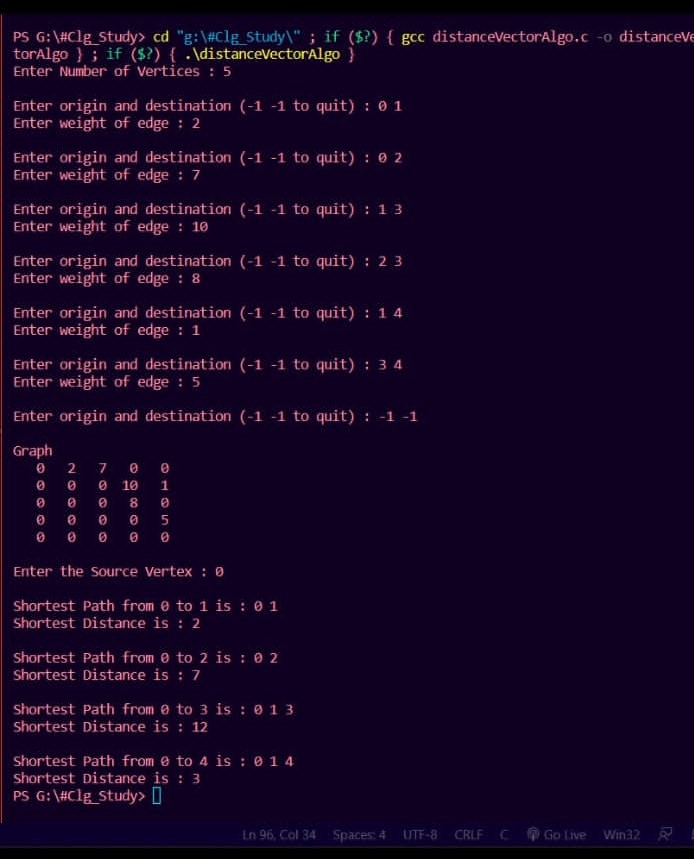 PS G:\#Clg_Study> cd "g:\#Clg_Study\" ; if ($?) { gcc distanceVectorAlgo.c -o distanceVe
torAlgo } ; if ($?) { .\distanceVectorAlgo }
Enter Number of Vertices : 5
Enter origin and destination (-1 -1 to quit) : 0 1
Enter weight of edge : 2
Enter origin and destination (-1 -1 to quit) : 0 2
Enter weight of edge : 7
Enter origin and destination (-1 -1 to quit) : 1 3
Enter weight of edge : 10
Enter origin and destination (-1 -1 to quit) : 2 3
Enter weight of edge : 8
Enter origin and destination (-1 -1 to quit) : 1 4
Enter weight of edge : 1
Enter origin and destination (-1 -1 to quit) : 3 4
Enter weight of edge : 5
Enter origin and destination (-1 -1 to quit) : -1 -1
Graph
0 2 7 0 0
0 0 0 10 1
0 0 0 8 0
0 0 0 0 5
0 0 0 0 0
Enter the Source Vertex : 0
Shortest Path from 0 to 1 is : 0 1
Shortest Distance is : 2
Shortest Path from 0 to 2 is : 0 2
Shortest Distance is : 7
Shortest Path from 0 to 3 is : 0 1 3
Shortest Distance is : 12
Shortest Path from 0 to 4 is : 0 1 4
Shortest Distance is : 3
PS G:\#Clg_Study>
Ln 96, Col 34 Spaces: 4 UTF-8 CRLF C Go Live Win32